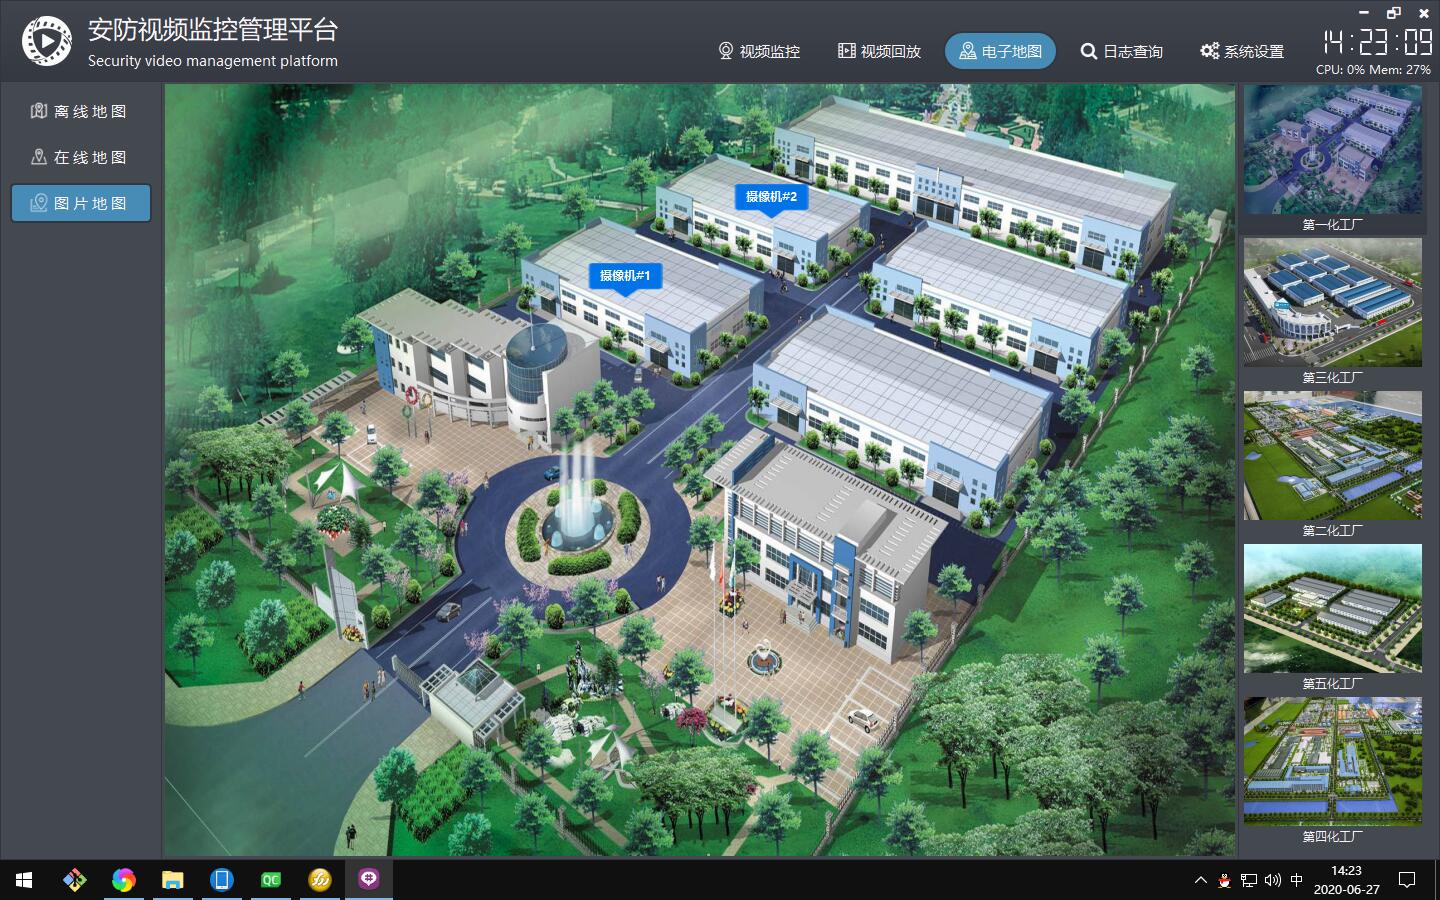 安防视频监控管理平台
Security video management platform
视频监控
视频回放
电子地图
日志查询
系统设置
14:23:09
CPU: 0% Mem: 27%
离线地图
在线地图
图片地图
摄像机#2
摄像机#1
第一化工厂
第三化工厂
第二化工厂
第五化工厂
第四化工厂
QC
中
14:23
2020-06-27